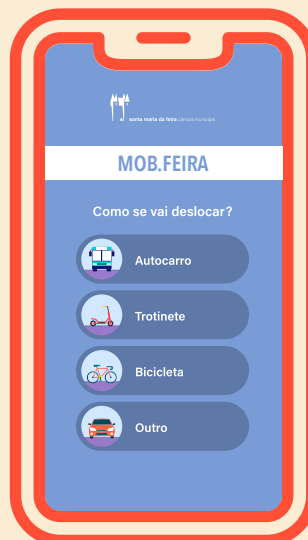 santa maria da feira câmara municipal
MOB.FEIRA
Como se vai deslocar?
Autocarro
Trotinete
Bicicleta
Outro